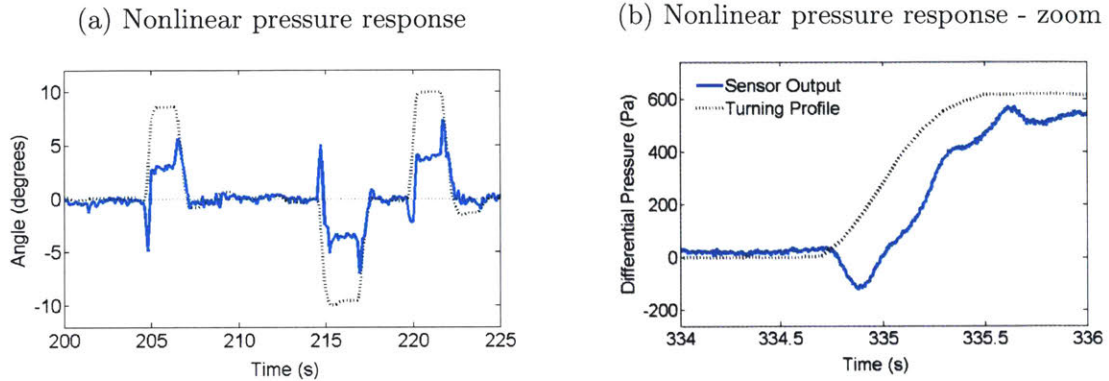 (a) Nonlinear pressure response
(b) Nonlinear pressure response - zoom
10
5
0
-5
-10
Angle (degrees)
200
205
210
215
220
225
Time (s)
Sensor Output
Turning Profile
600
400
200
0
-200
Differential Pressure (Pa)
334
334.5
335
335.5
336
Time (s)